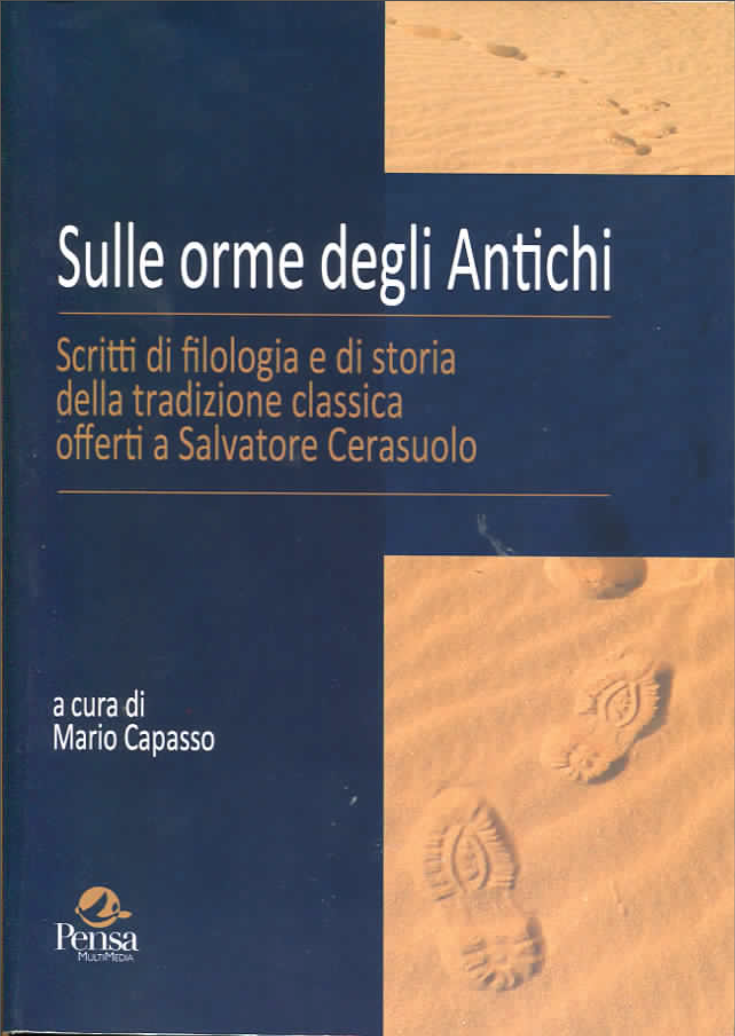 Sulle orme degli Antichi
Scritti di filologia e di storia
della tradizione classica
offerti a Salvatore Cerasuolo
a cura di
Mario Capasso
Pensa
MultiMedia